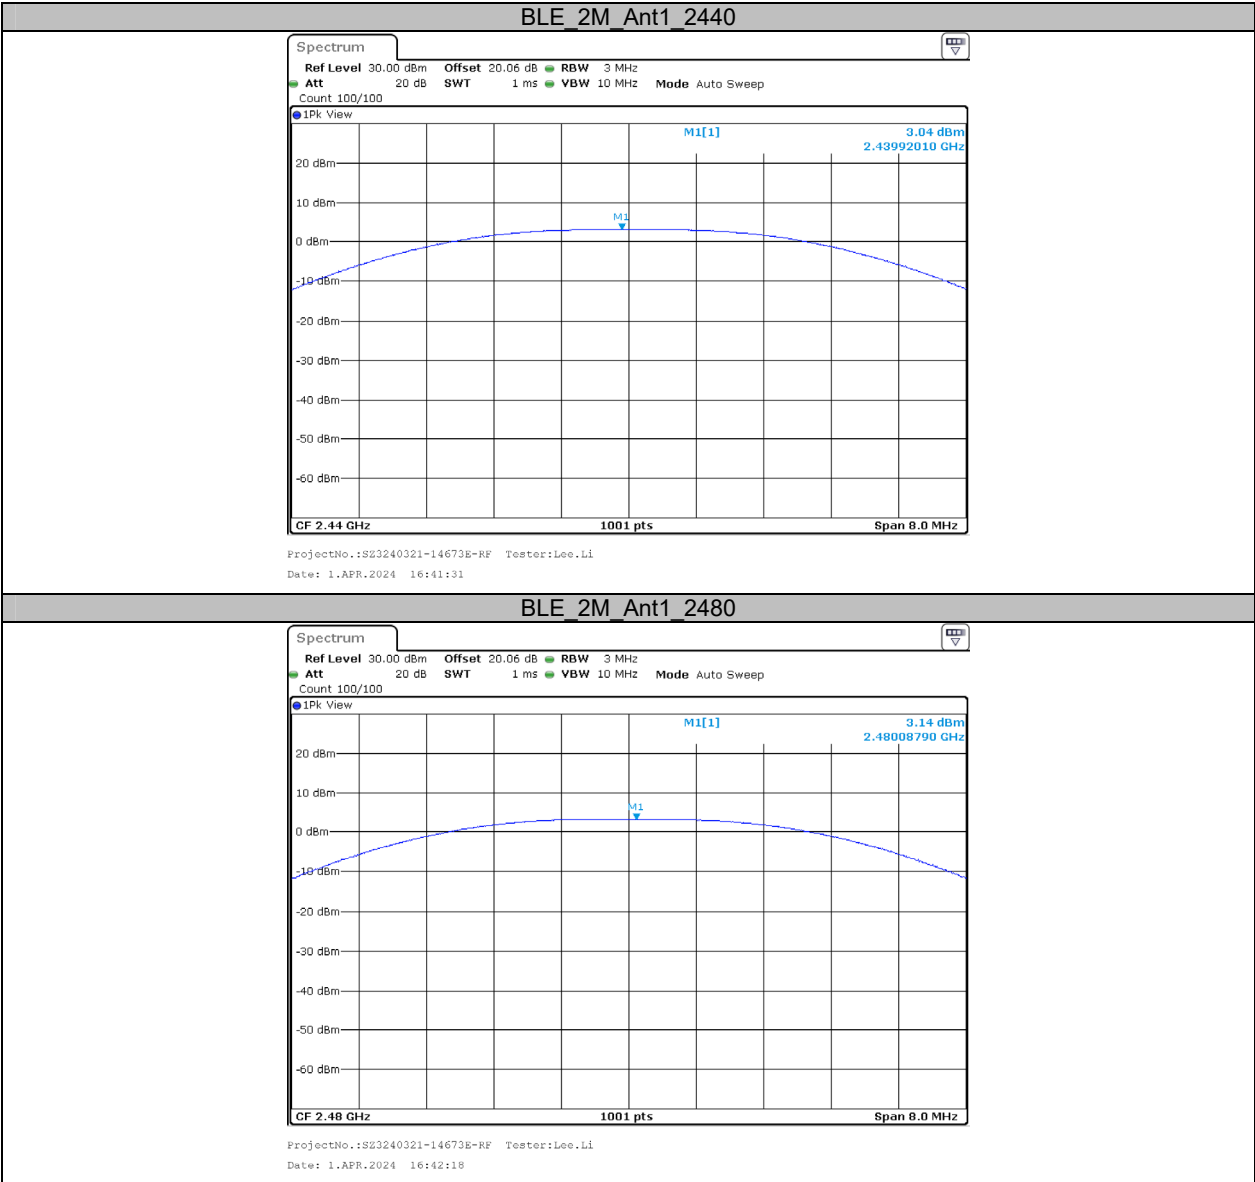 BLE_2M_Ant1_2440
Spectrum
Ref Level 30.00 dBm Offset 20.06 dB RBW 3 MHz
Att 20 dB SWT 1 ms VBW 10 MHz Mode Auto Sweep
Count 100/100
1Pk View
M1[1] 3.04 dBm
2.43992010 GHz
20 dBm
10 dBm
M1
0 dBm
-10 dBm
-20 dBm
-30 dBm
-40 dBm
-50 dBm
-60 dBm
CF 2.44 GHz 1001 pts Span 8.0 MHz
ProjectNo.:SZ3240321-14673E-RF Tester:Lee.Li
Date: 1.APR.2024 16:41:31
BLE_2M_Ant1_2480
Spectrum
Ref Level 30.00 dBm Offset 20.06 dB RBW 3 MHz
Att 20 dB SWT 1 ms VBW 10 MHz Mode Auto Sweep
Count 100/100
1Pk View
M1[1] 3.14 dBm
2.48008790 GHz
20 dBm
10 dBm
M1
0 dBm
-10 dBm
-20 dBm
-30 dBm
-40 dBm
-50 dBm
-60 dBm
CF 2.48 GHz 1001 pts Span 8.0 MHz
ProjectNo.:SZ3240321-14673E-RF Tester:Lee.Li
Date: 1.APR.2024 16:42:18